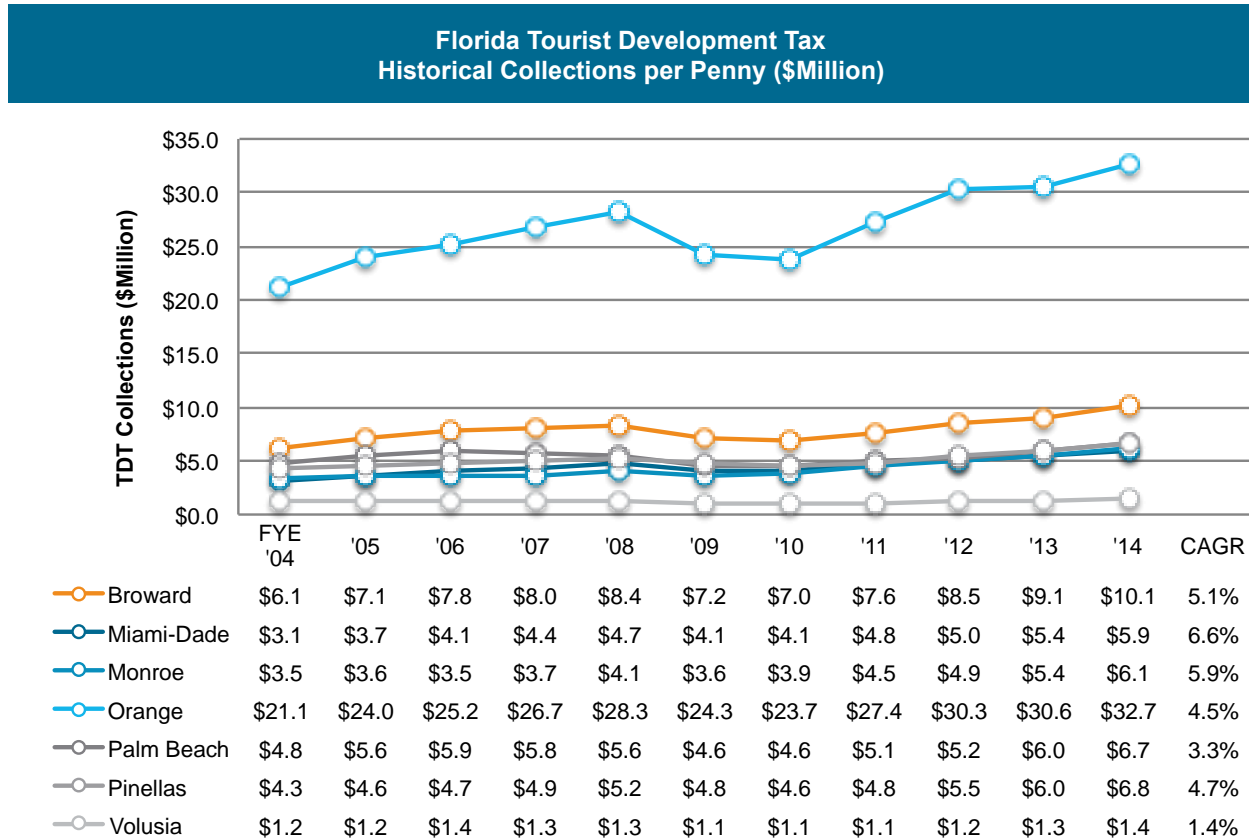 Florida Tourist Development Tax
Historical Collections per Penny ($Million)
TDT Collections ($Million)
$35.0
$30.0
$25.0
$20.0
$15.0
$10.0
$5.0
$0.0
FYE '04 '05 '06 '07 '08 '09 '10 '11 '12 '13 '14 CAGR
Broward $6.1 $7.1 $7.8 $8.0 $8.4 $7.2 $7.0 $7.6 $8.5 $9.1 $10.1 5.1%
Miami-Dade $3.1 $3.7 $4.1 $4.4 $4.7 $4.1 $4.1 $4.8 $5.0 $5.4 $5.9 6.6%
Monroe $3.5 $3.6 $3.5 $3.7 $4.1 $3.6 $3.9 $4.5 $4.9 $5.4 $6.1 5.9%
Orange $21.1 $24.0 $25.2 $26.7 $28.3 $24.3 $23.7 $27.4 $30.3 $30.6 $32.7 4.5%
Palm Beach $4.8 $5.6 $5.9 $5.8 $5.6 $4.6 $4.6 $5.1 $5.2 $6.0 $6.7 3.3%
Pinellas $4.3 $4.6 $4.7 $4.9 $5.2 $4.8 $4.6 $4.8 $5.5 $6.0 $6.8 4.7%
Volusia $1.2 $1.2 $1.4 $1.3 $1.3 $1.1 $1.1 $1.1 $1.2 $1.3 $1.4 1.4%